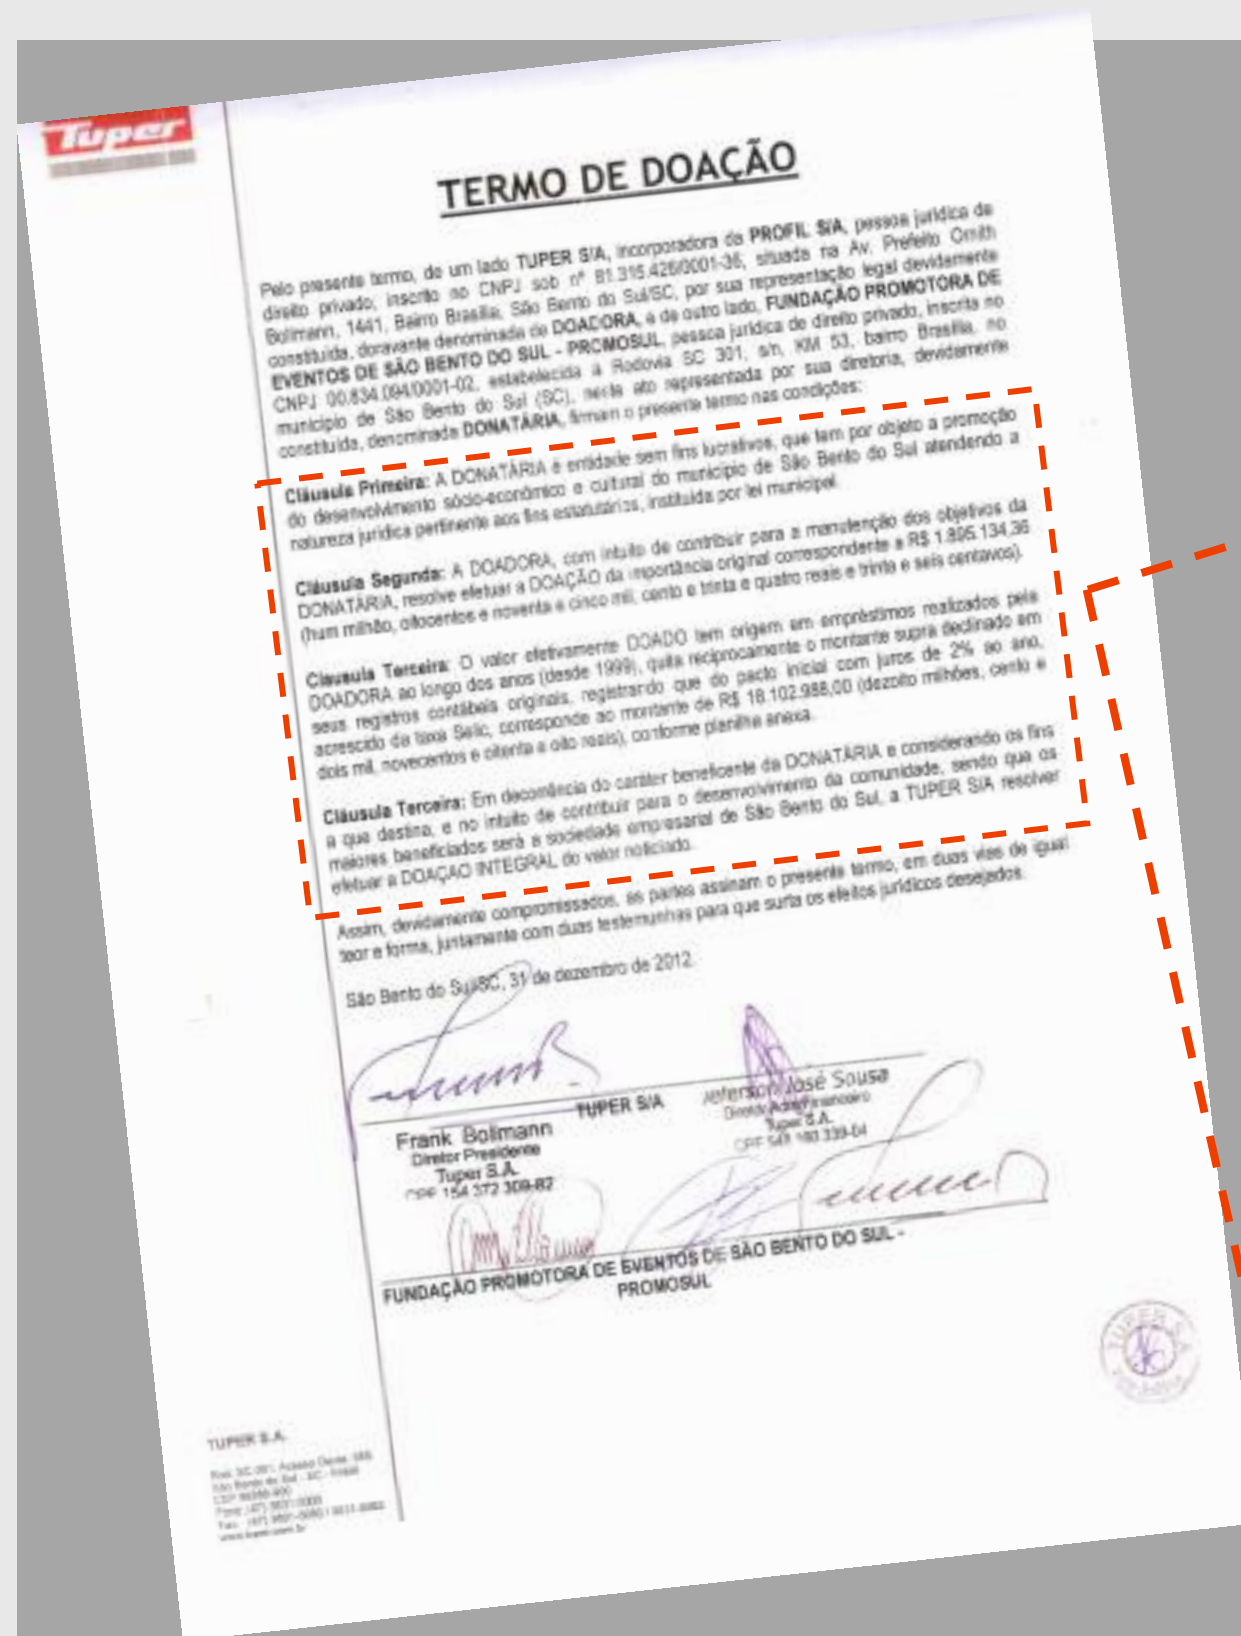 Tuper
TERMO DE DOAÇÃO
Pelo presente termo, de um lado TUPER S/A, incorporadora da PROFIL S/A, pessoa jurídica de
direito privado, inscrito no CNPJ sob nº 81.315.426/0001-36, situada na Av. Prefeito Ornith
Bollmann, 1441, Bairro Brasília, São Bento do Sul/SC, por sua representação legal devidamente
constituída, doravante denominada de DOADORA, e de outro lado, FUNDAÇÃO PROMOTORA DE
EVENTOS DE SÃO BENTO DO SUL - PROMOSUL, pessoa jurídica de direito privado, inscrita no
CNPJ 00.834.094/0001-02, estabelecida à Rodovia SC 301, s/n, KM 53, bairro Brasília, no
município de São Bento do Sul (SC), neste ato representada por sua diretoria, devidamente
constituída, denominada DONATÁRIA, firmam o presente termo nas condições:
Cláusula Primeira: A DONATÁRIA é entidade sem fins lucrativos, que tem por objeto a promoção
do desenvolvimento sócio-econômico e cultural do município de São Bento do Sul atendendo a
natureza jurídica pertinente aos fins estatutários, instituída por lei municipal.
Cláusula Segunda: A DOADORA, com intuito de contribuir para a manutenção dos objetivos da
DONATÁRIA, resolve efetuar a DOAÇÃO da importância original correspondente a R$ 1.895.134,36
(hum milhão, oitocentos e noventa e cinco mil, cento e trinta e quatro reais e trinta e seis centavos).
Cláusula Terceira: O valor efetivamente DOADO tem origem em empréstimos realizados pela
DOADORA ao longo dos anos (desde 1999), quita reciprocamente o montante supra declinado em
seus registros contábeis originais, registrando que do pacto inicial com juros de 2% ao ano,
acrescido da taxa Selic, corresponde ao montante de R$ 18.102.988,00 (dezoito milhões, cento e
dois mil, novecentos e oitenta e oito reais), conforme planilha anexa.
Cláusula Terceira: Em decorrência do caráter beneficente da DONATÁRIA e considerando os fins
a que destina, e no intuito de contribuir para o desenvolvimento da comunidade, sendo que os
maiores beneficiados será a sociedade empresarial de São Bento do Sul, a TUPER S/A resolver
efetuar a DOAÇÃO INTEGRAL do valor noticiado.
Assim, devidamente compromissados, as partes assinam o presente termo, em duas vias de igual
teor e forma, juntamente com duas testemunhas para que surta os efeitos jurídicos desejados.
São Bento do Sul/SC, 31 de dezembro de 2012.
TUPER S/A
Frank Bollmann
Diretor Presidente
Tuper S.A.
CPF 154 372 309-82
Jeferson José Sousa
Diretor Adm/Financeiro
Tuper S.A.
FUNDAÇÃO PROMOTORA DE EVENTOS DE SÃO BENTO DO SUL -
PROMOSUL
TUPER S.A.
TUPER S.A.